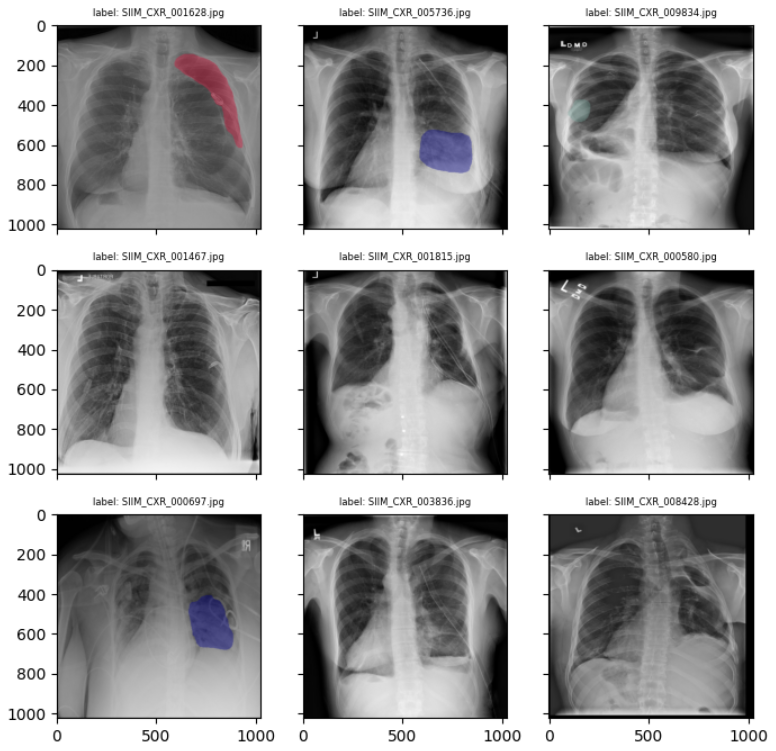 label: SIIM_CXR_001628.jpg
label: SIIM_CXR_005736.jpg
label: SIIM_CXR_009834.jpg
0
200
400
600
800
1000
label: SIIM_CXR_001467.jpg
label: SIIM_CXR_001815.jpg
label: SIIM_CXR_000580.jpg
0
200
400
600
800
1000
label: SIIM_CXR_000697.jpg
label: SIIM_CXR_003836.jpg
label: SIIM_CXR_008428.jpg
0
200
400
600
800
1000
0 500 1000 0 500 1000 0 500 1000